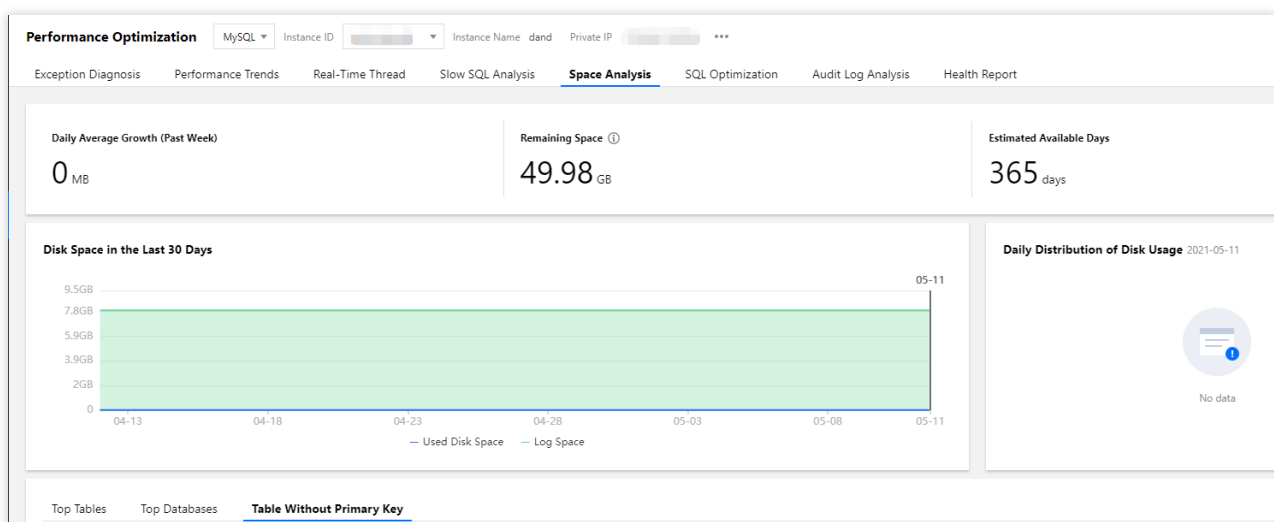 Performance Optimization MySQL Instance ID Instance Name dand Private IP •••
Exception Diagnosis Performance Trends Real-Time Thread Slow SQL Analysis Space Analysis SQL Optimization Audit Log Analysis Health Report
Daily Average Growth (Past Week) Remaining Space Estimated Available Days
0 MB 49.98 GB 365 days
Disk Space in the Last 30 Days Daily Distribution of Disk Usage 2021-05-11
05-11
9.5GB
7.8GB
5.9GB
3.9GB
2GB
0
04-13 04-18 04-23 04-28 05-03 05-08 05-11
Used Disk Space Log Space
No data
Top Tables Top Databases Table Without Primary Key